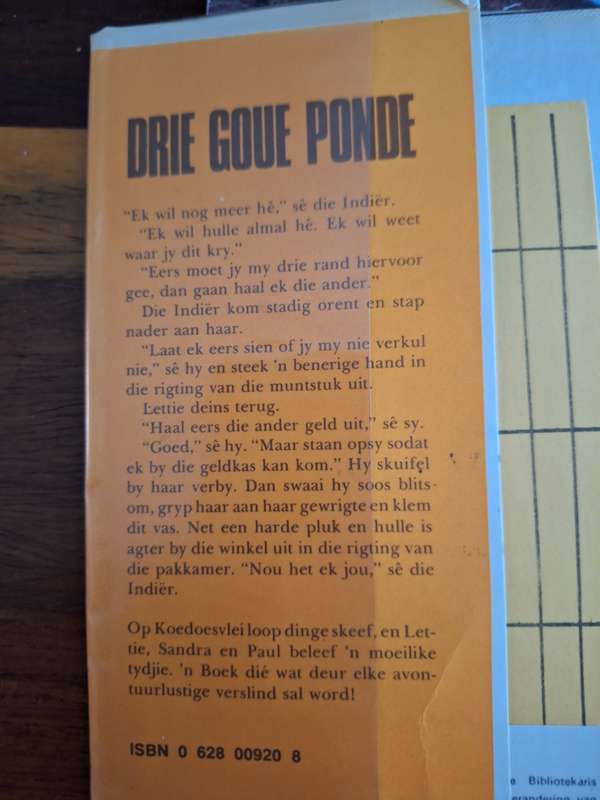 DRIE GOUE PONDE
"Ek wil nog meer hê," sê die Indiër.
"Ek wil hulle almal hê. Ek wil weet
waar jy dit kry."
"Eers moet jy my drie rand hiervoor
gee, dan gaan haal ek die ander."
Die Indiër kom stadig orent en stap
nader aan haar.
"Laat ek eers sien of jy my nie verkul
nie," sê hy en steek 'n benerige hand in
die rigting van die muntstuk uit.
Lettie deins terug.
"Haal eers die ander geld uit," sê sy.
"Goed," sê hy. "Maar staan opsy sodat
ek by die geldkas kan kom." Hy skuifel
by haar verby. Dan swaai hy soos blits-
om, gryp haar aan haar gewrigte en klem
dit vas. Net een harde pluk en hulle is
agter by die winkel uit in die rigting van
die pakkamer. "Nou het ek jou," sê die
Indiër.
Op Koedoesvlei loop dinge skeef, en Let-
tie, Sandra en Paul beleef 'n moeilike
tydjie. 'n Boek dié wat deur elke avon-
tuurlustige verslind sal word!
ISBN 0 628 00920 8
e Bibliotekaris
erandering van